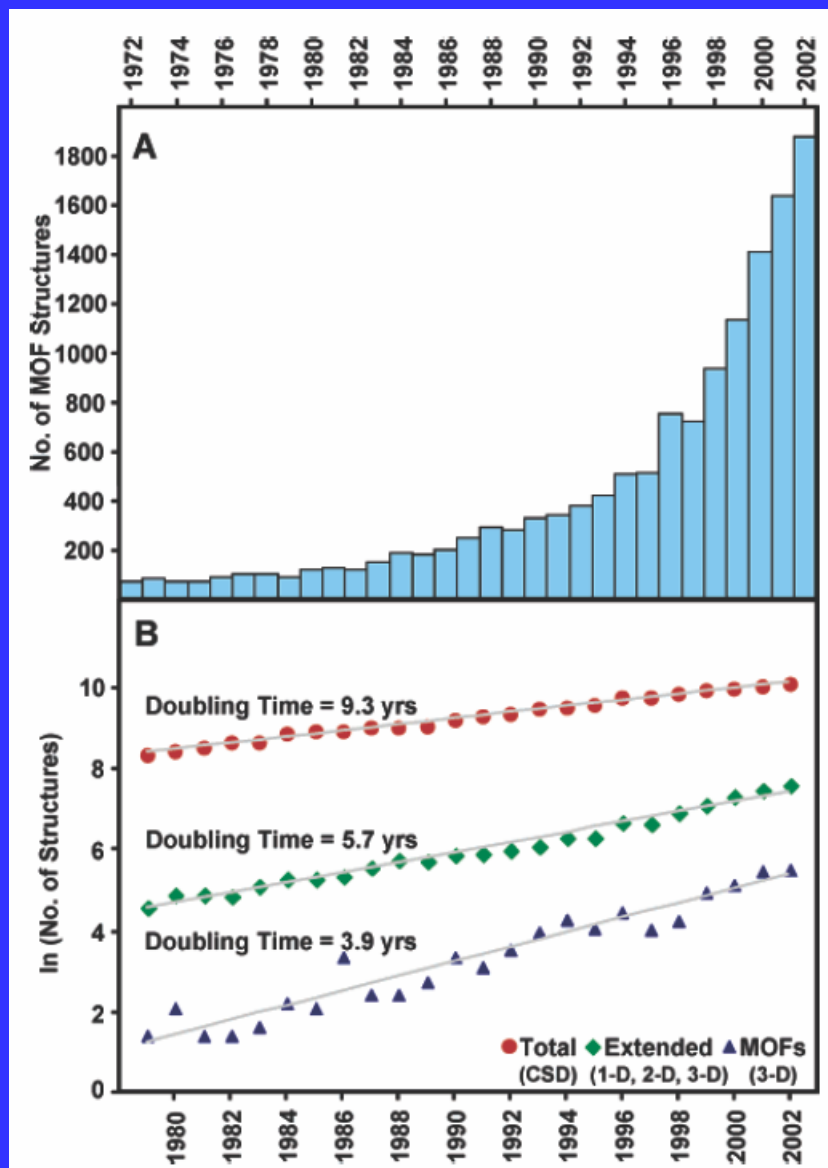 1972 1974 1976 1978 1980 1982 1984 1986 1988 1990 1992 1994 1996 1998 2000 2002
A
No. of MOF Structures
1800
1600
1400
1200
1000
800
600
400
200
B
ln (No. of Structures)
10
8
6
4
2
0
Doubling Time = 9.3 yrs
Doubling Time = 5.7 yrs
Doubling Time = 3.9 yrs
Total Extended MOFs
(CSD) (1-D, 2-D, 3-D) (3-D)
1980 1982 1984 1986 1988 1990 1992 1994 1996 1998 2000 2002